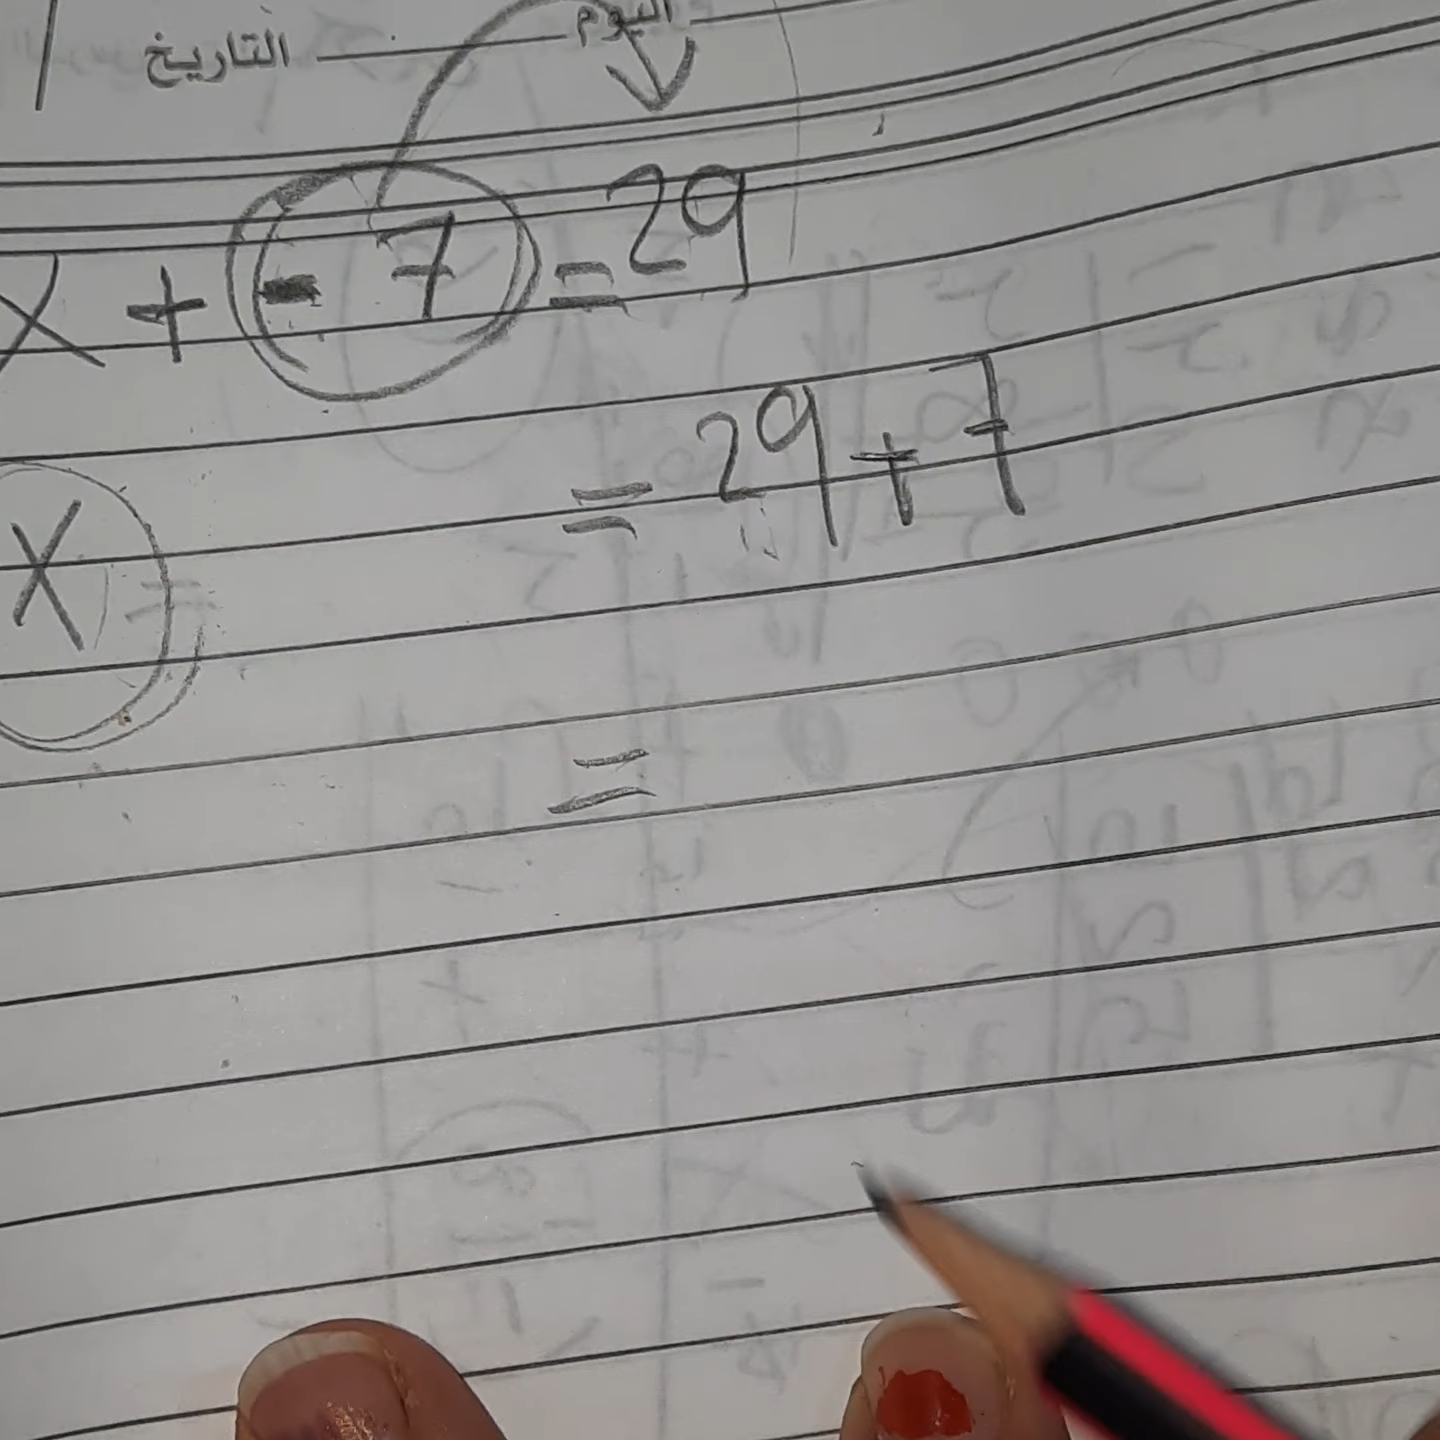 اليوم التاريخ
x + - 7 = 29
x = 29 + 7
=